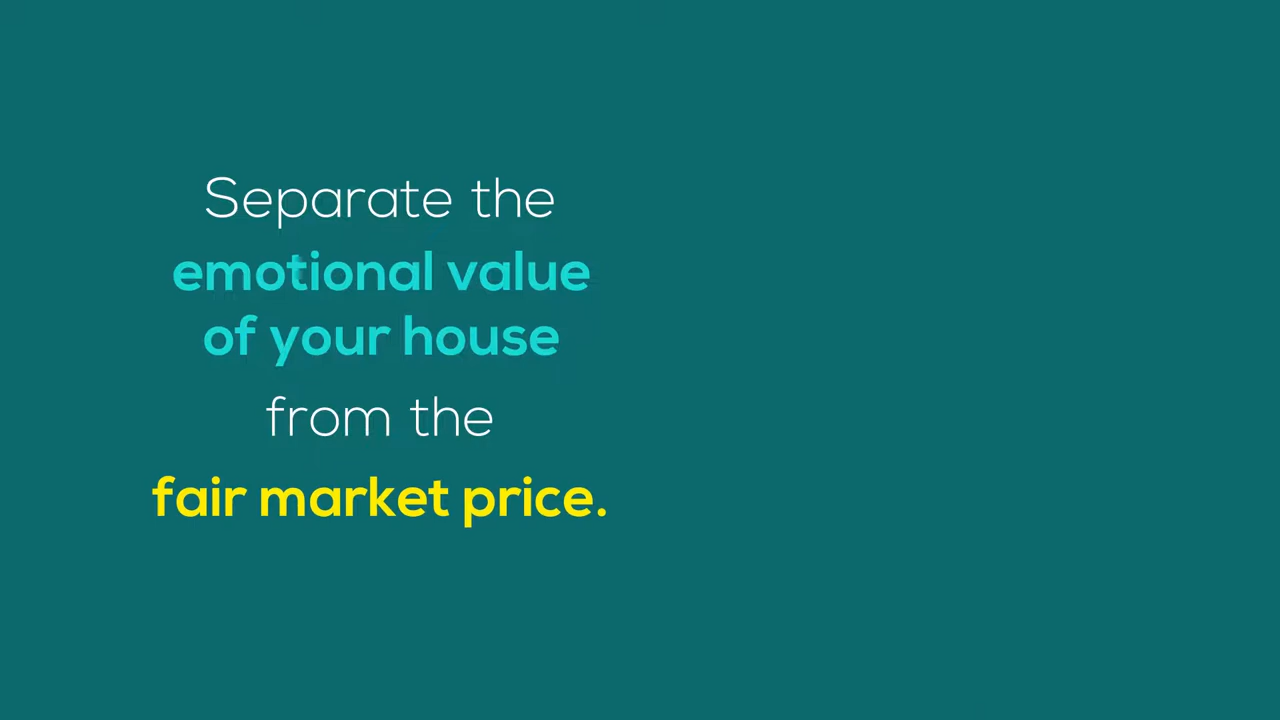 Separate the
emotional value
of your house
from the
fair market price.